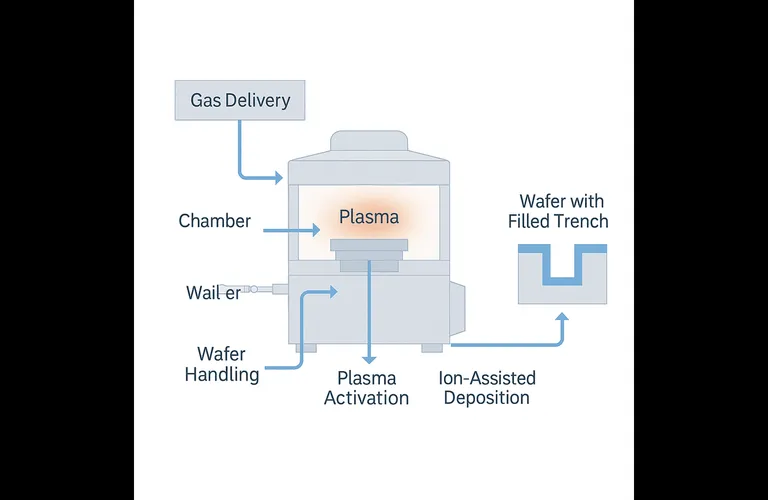 Gas Delivery
Chamber
Plasma
Wafer with
Filled Trench
Wail er
Wafer
Handling
Plasma
Activation
Ion-Assisted
Deposition